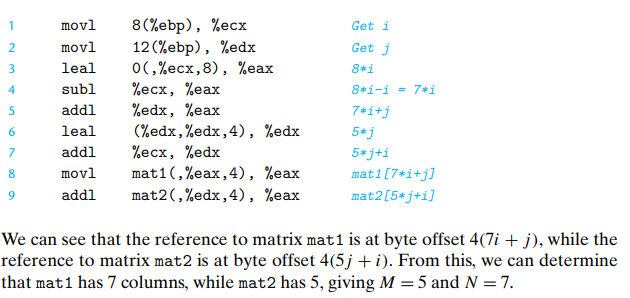 1 movl 8(%ebp), %ecx Get i
2 movl 12(%ebp), %edx Get j
3 leal 0(,%ecx,8), %eax 8*i
4 subl %ecx, %eax 8*i-i = 7*i
5 addl %edx, %eax 7*i+j
6 leal (%edx,%edx,4), %edx 5*j
7 addl %ecx, %edx 5*j+i
8 movl mat1(,%eax,4), %eax mat1[7*i+j]
9 addl mat2(,%edx,4), %eax mat2[5*j+i]
We can see that the reference to matrix mat1 is at byte offset 4(7i + j), while the
reference to matrix mat2 is at byte offset 4(5j + i). From this, we can determine
that mat1 has 7 columns, while mat2 has 5, giving M = 5 and N = 7.